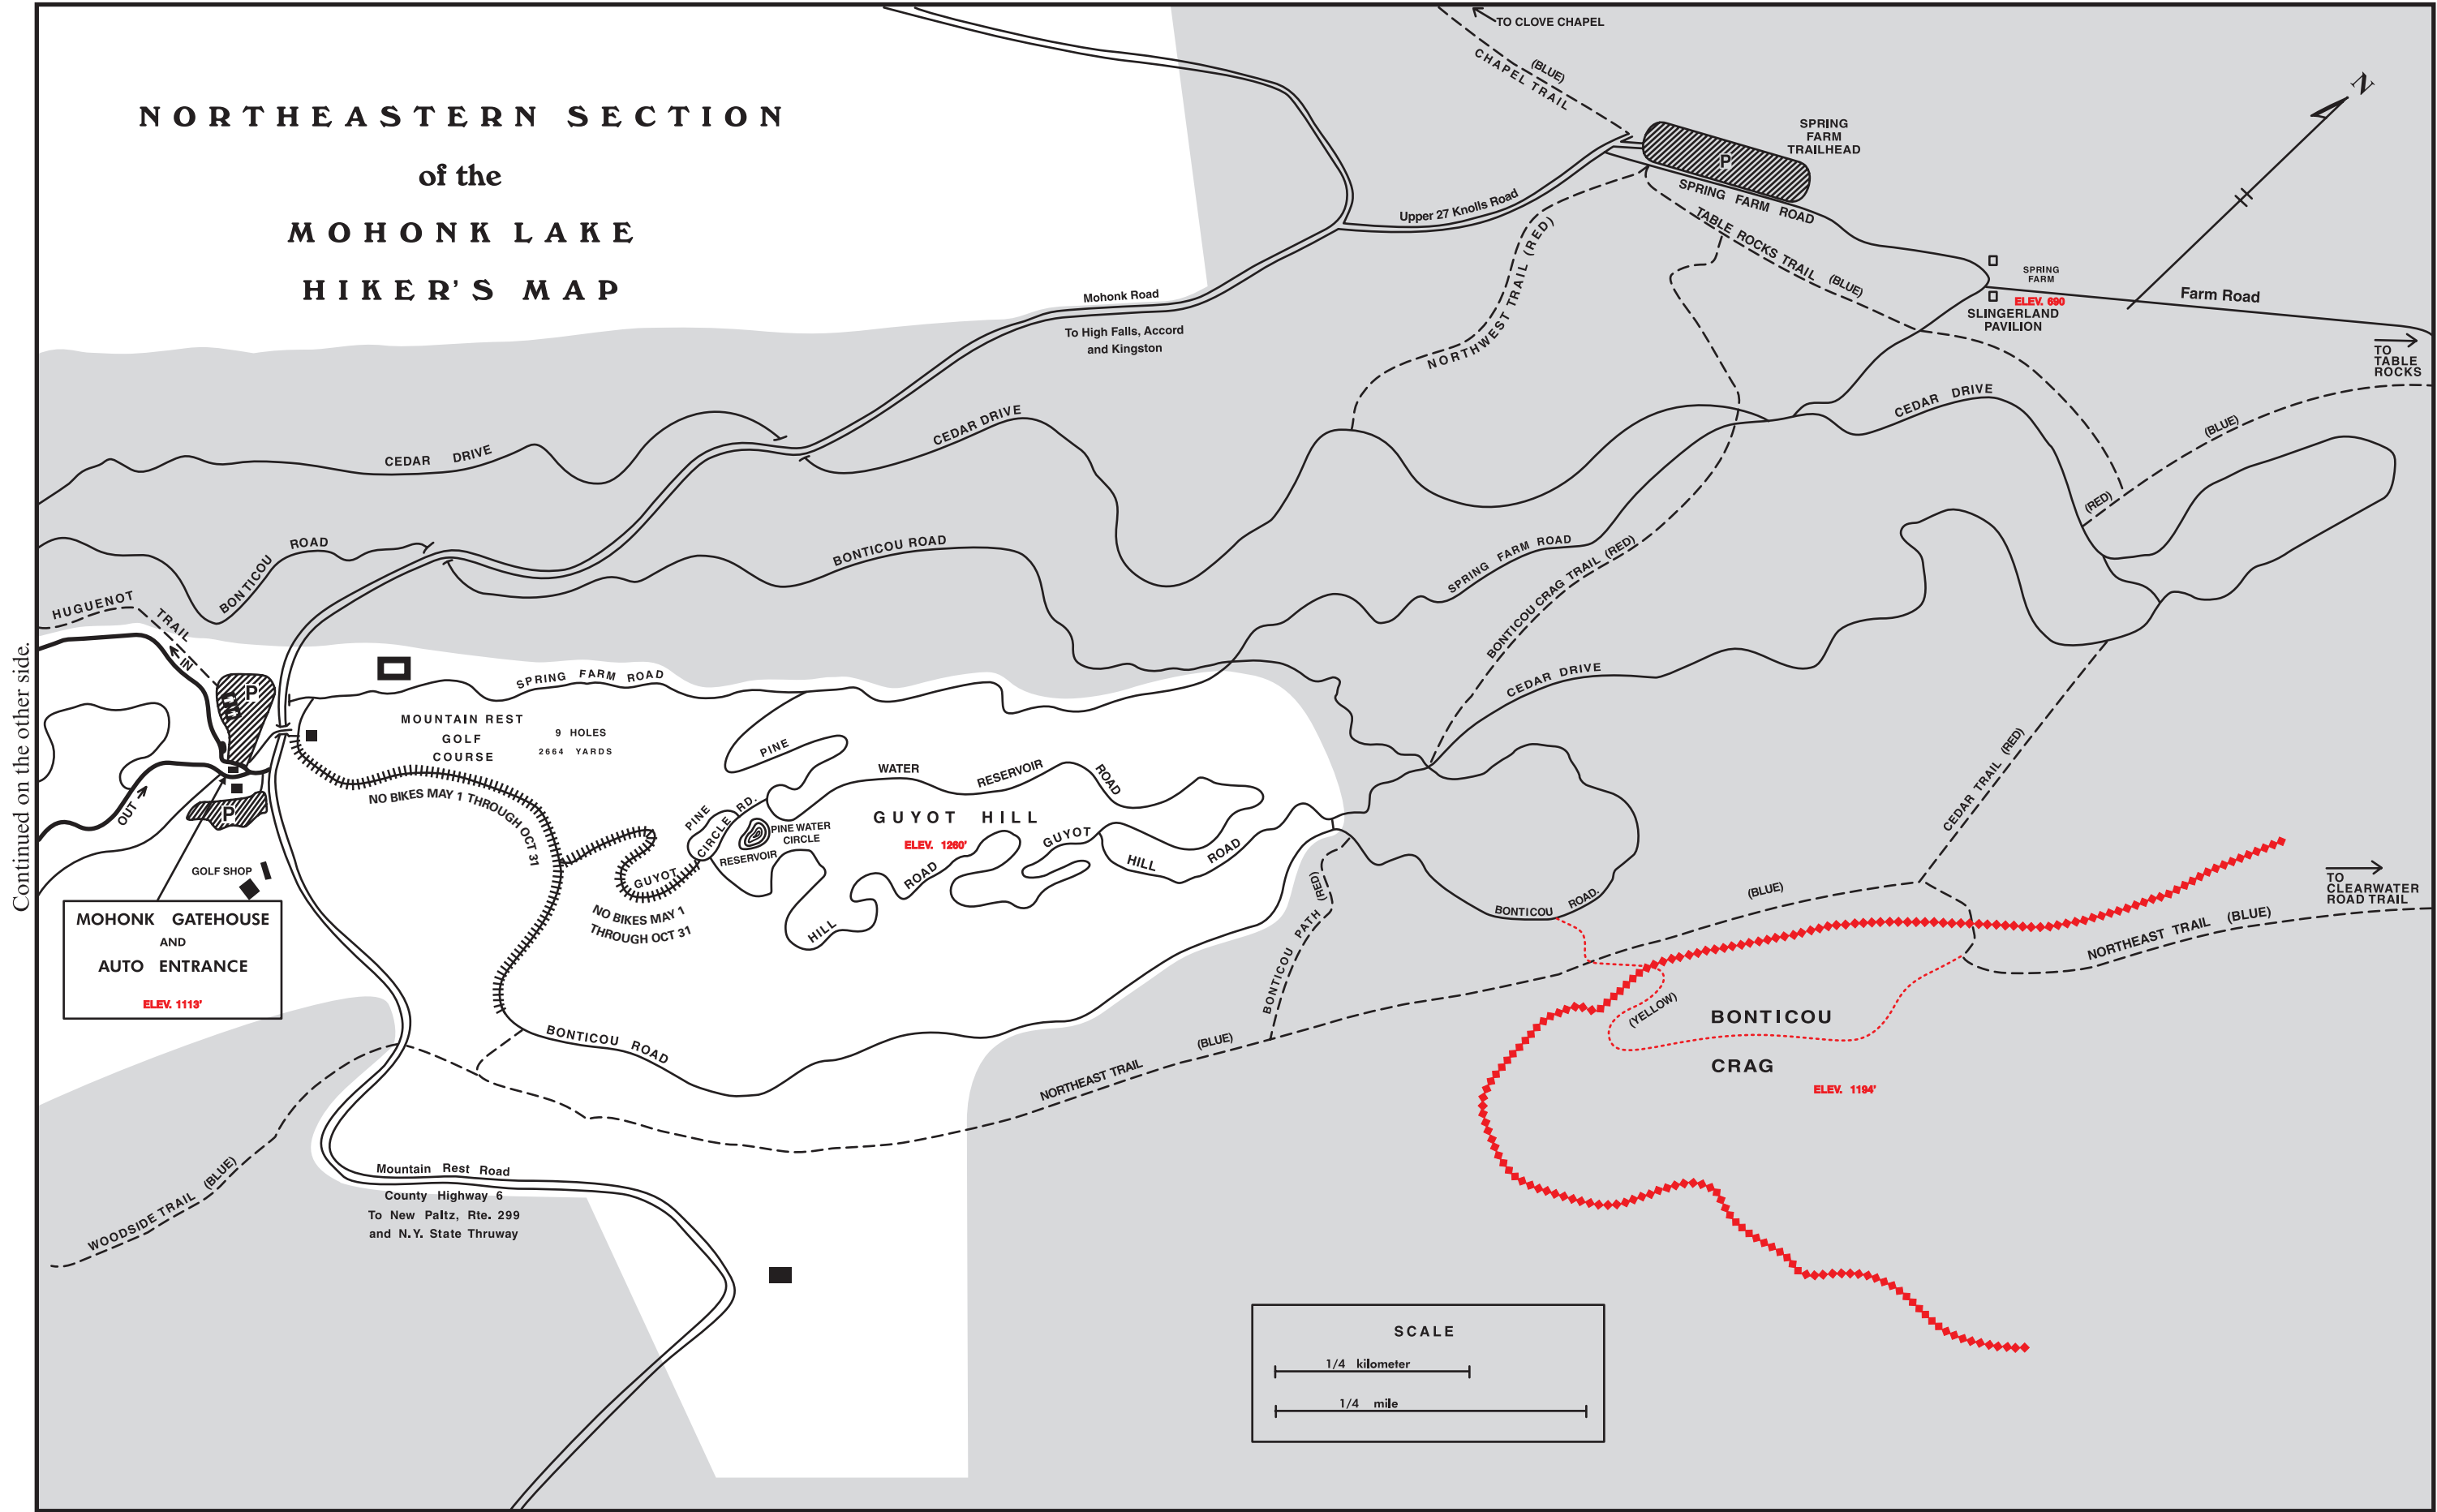 NORTHEASTERN SECTION
of the
MOHONK LAKE
HIKER'S MAP
TO CLOVE CHAPEL
(BLUE)
CHAPEL TRAIL
SPRING
FARM
TRAILHEAD
P
SPRING FARM ROAD
N
Upper 27 Knolls Road
TABLE ROCKS TRAIL (BLUE)
NORTHWEST TRAIL (RED)
SPRING
FARM
ELEV. 690
SLINGERLAND
PAVILION
Farm Road
TO
TABLE
ROCKS
Mohonk Road
To High Falls, Accord
and Kingston
CEDAR DRIVE
CEDAR DRIVE
CEDAR DRIVE
(BLUE)
(RED)
BONTICOU ROAD
BONTICOU ROAD
SPRING FARM ROAD
BONTICOU CRAG TRAIL (RED)
HUGUENOT TRAIL
IN
P
SPRING FARM ROAD
CEDAR DRIVE
MOUNTAIN REST
GOLF
COURSE
9 HOLES
2664 YARDS
PINE
WATER RESERVOIR ROAD
CEDAR TRAIL (RED)
OUT
P
NO BIKES MAY 1 THROUGH OCT 31
PINE
CIRCLE RD.
PINE WATER
CIRCLE
RESERVOIR
GUYOT HILL
ELEV. 1260'
GUYOT
HILL ROAD
GUYOT
HILL ROAD
NO BIKES MAY 1
THROUGH OCT 31
GOLF SHOP
MOHONK GATEHOUSE
AND
AUTO ENTRANCE
ELEV. 1113'
Continued on the other side.
BONTICOU PATH (RED)
BONTICOU ROAD.
(BLUE)
TO
CLEARWATER
ROAD TRAIL
NORTHEAST TRAIL (BLUE)
(YELLOW)
BONTICOU
CRAG
ELEV. 1194'
BONTICOU ROAD
NORTHEAST TRAIL (BLUE)
WOODSIDE TRAIL (BLUE)
Mountain Rest Road
County Highway 6
To New Paltz, Rte. 299
and N.Y. State Thruway
SCALE
1/4 kilometer
1/4 mile